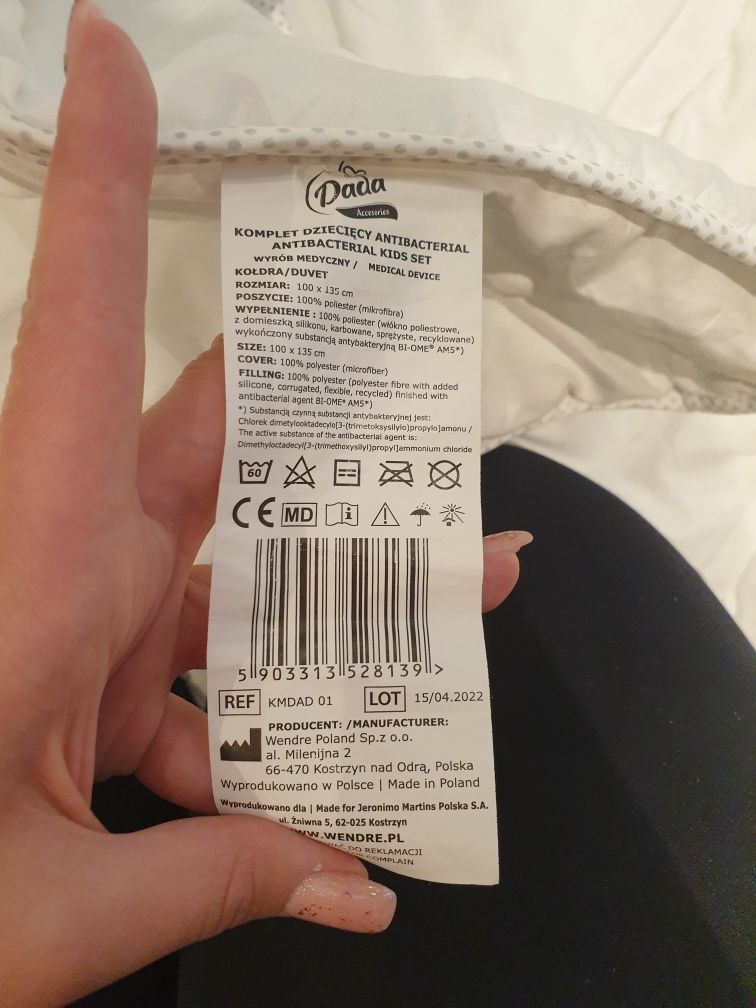 Dada
Accesories
KOMPLET DZIECIĘCY ANTIBACTERIAL
ANTIBACTERIAL KIDS SET
WYRÓB MEDYCZNY / MEDICAL DEVICE
KOŁDRA/DUVET
ROZMIAR: 100 x 135 cm
POSZYCIE: 100% poliester (mikrofibra)
WYPEŁNIENIE : 100% poliester (włókno poliestrowe,
z domieszką silikonu, karbowane, sprężyste, recyklowane)
wykończony substancją antybakteryjną BI-OME® AM5*)
SIZE: 100 x 135 cm
COVER: 100% polyester (microfiber)
FILLING: 100% polyester (polyester fibre with added
silicone, corrugated, flexible, recycled) finished with
antibacterial agent BI-OME® AM5*)
*) Substancją czynną substancji antybakteryjnej jest:
Chlorek dimetylooktadecylo[3-(trimetoksysililo)propylo]amonu /
The active substance of the antibacterial agent is:
Dimethyloctadecyl[3-(trimethoxysilyl)propyl]ammonium chloride
60
CE MD i
5 903313 528139 >
REF KMDAD 01 LOT 15/04.2022
PRODUCENT: /MANUFACTURER:
Wendre Poland Sp.z o.o.
al. Milenijna 2
66-470 Kostrzyn nad Odrą, Polska
Wyprodukowano w Polsce | Made in Poland
Wyprodukowano dla | Made for Jeronimo Martins Polska S.A.
ul. Żniwna 5, 62-025 Kostrzyn
WWW.WENDRE.PL
DO REKLAMACJI
COMPLAIN